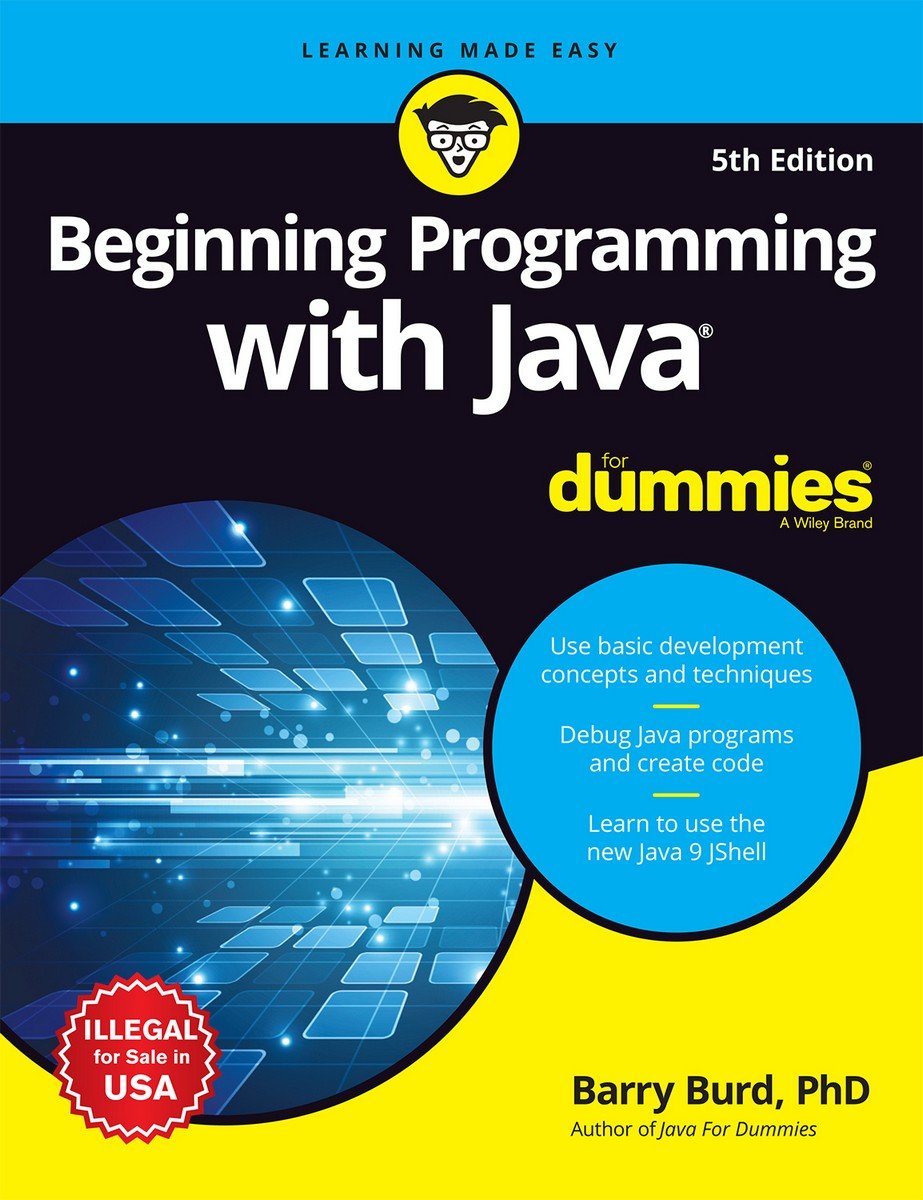 LEARNING MADE EASY
5th Edition
Beginning Programming
with Java®
for
dummies®
A Wiley Brand
Use basic development
concepts and techniques
Debug Java programs
and create code
Learn to use the
new Java 9 JShell
ILLEGAL
for Sale in
USA
Barry Burd, PhD
Author of Java For Dummies